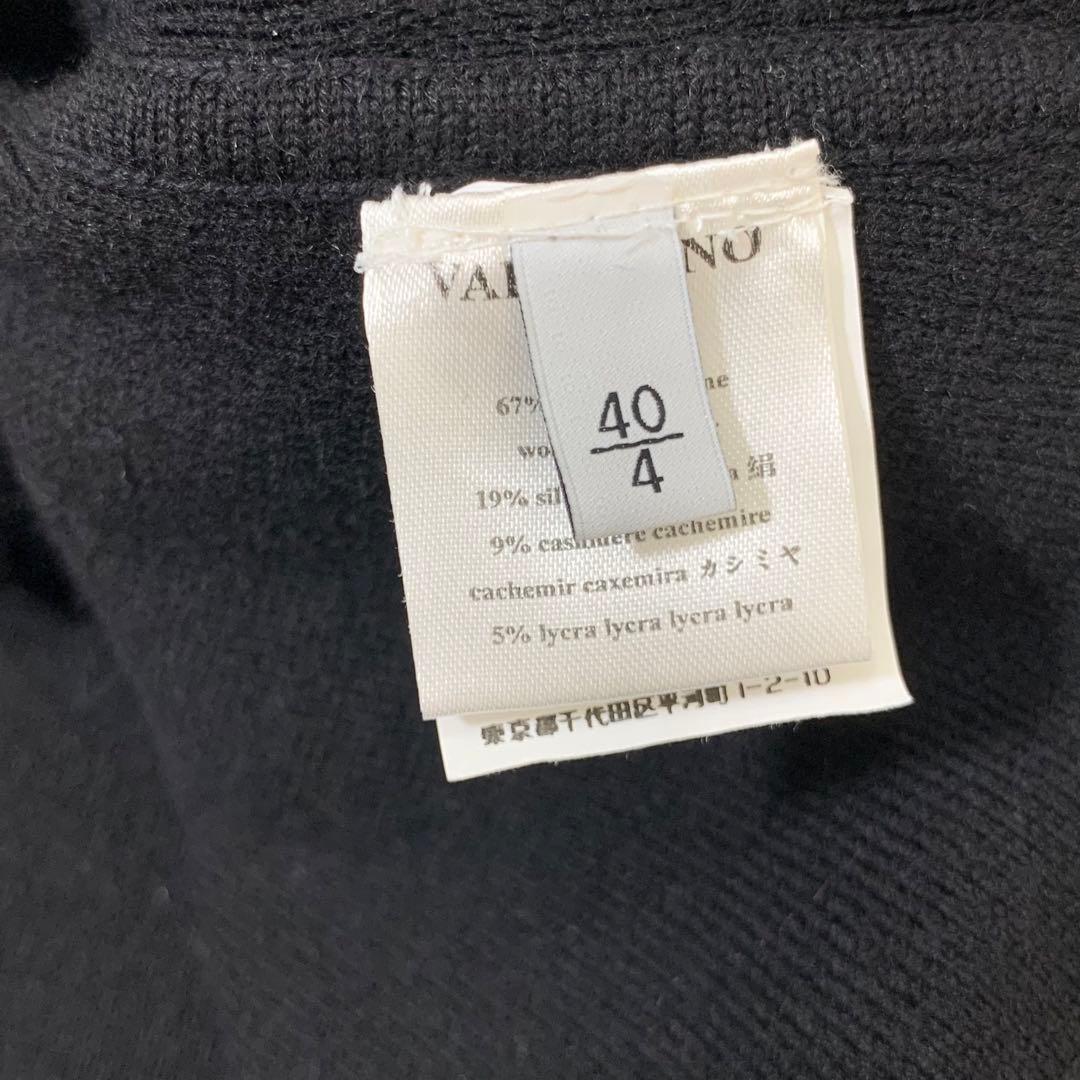 VA NO
40
4
67% ne
wo
19% sil a 絹
9% cashmere cachemire
cachemir caxemira カシミヤ
5% lycra lycra lycra lycra
東京都千代田区平河町1-2-10